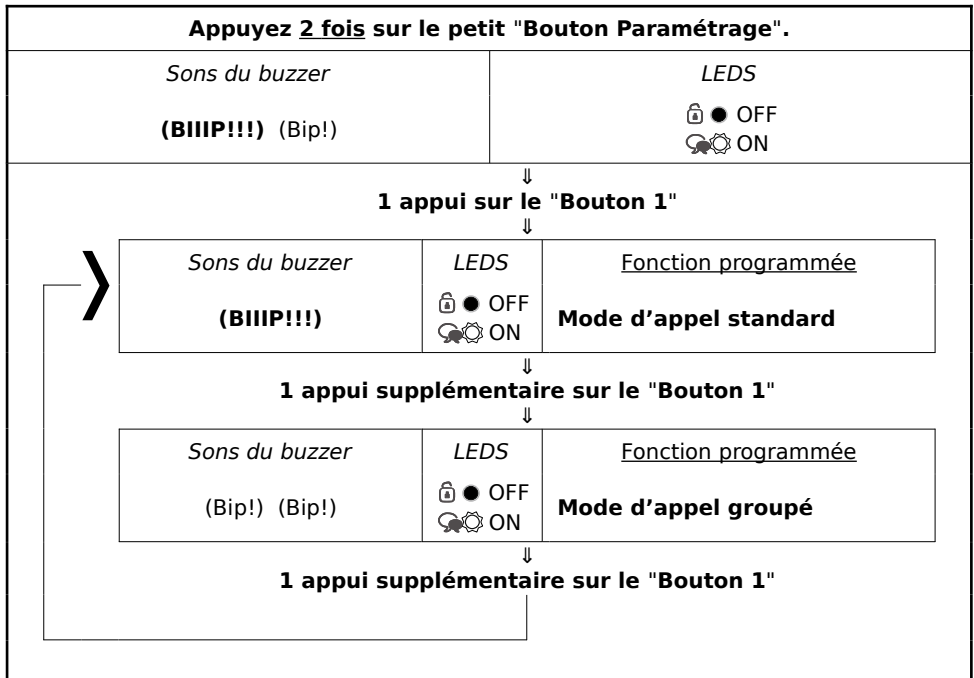 Appuyez 2 fois sur le petit "Bouton Paramétrage".
Sons du buzzer
LEDS
(BIIIP!!!) (Bip!)
OFF
ON
1 appui sur le "Bouton 1"
Sons du buzzer
LEDS
Fonction programmée
(BIIIP!!!)
OFF
ON
Mode d'appel standard
1 appui supplémentaire sur le "Bouton 1"
Sons du buzzer
LEDS
Fonction programmée
(Bip!) (Bip!)
OFF
ON
Mode d'appel groupé
1 appui supplémentaire sur le "Bouton 1"